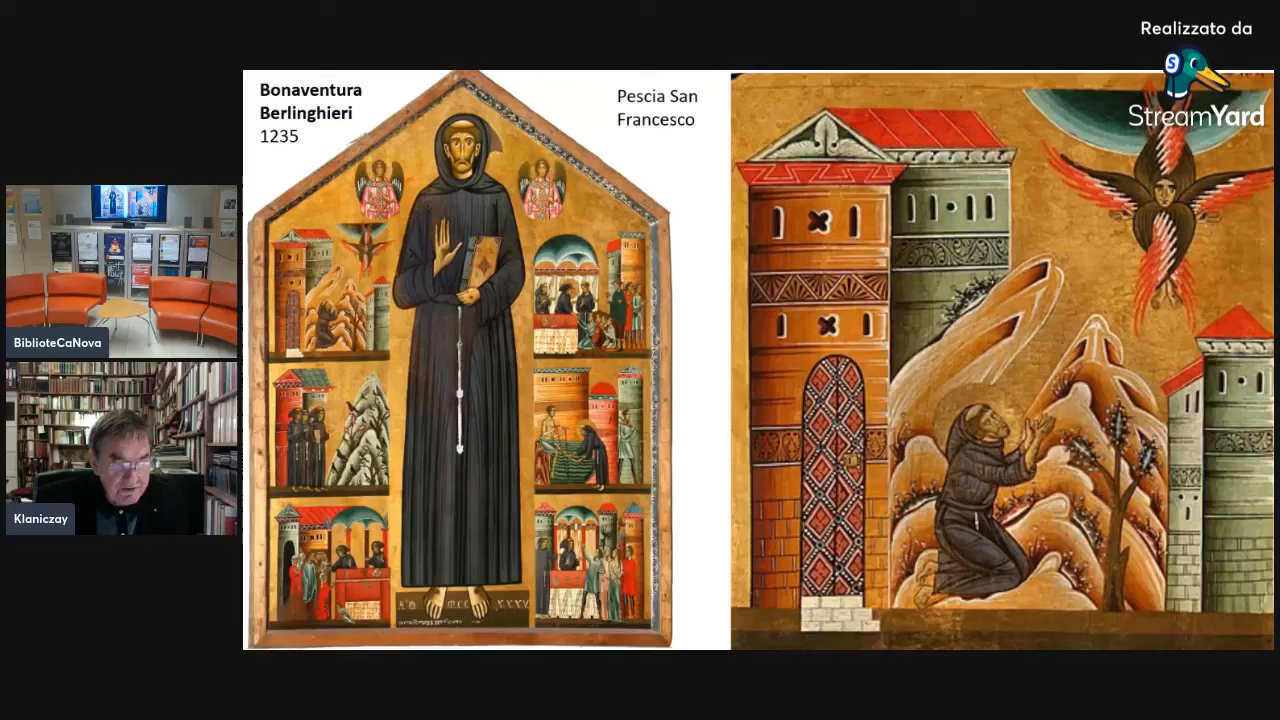 Realizzato da
StreamYard
Bonaventura
Berlinghieri
1235
Pescia San
Francesco
BiblioteCaNova
Klaniczay